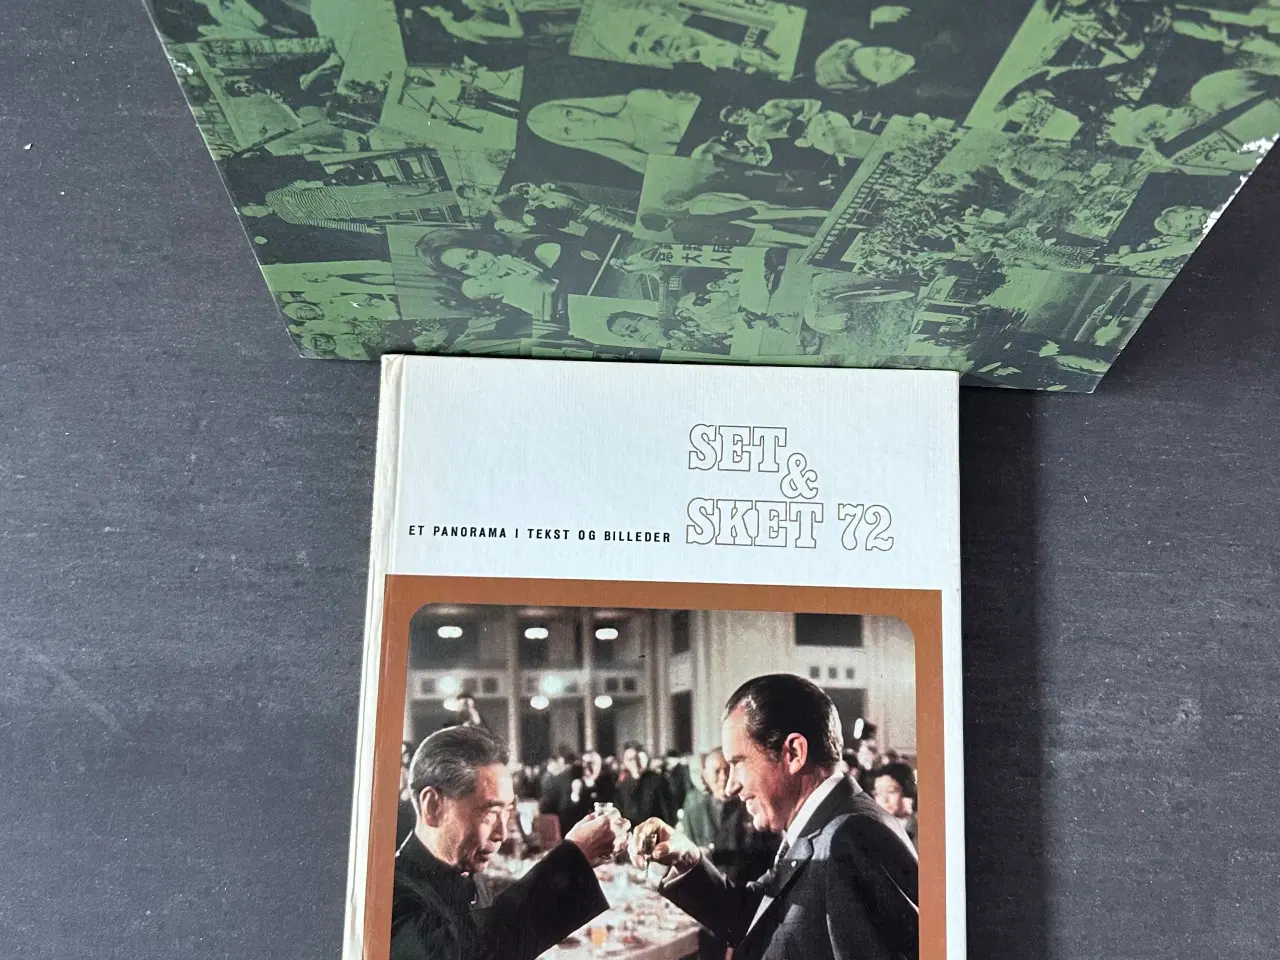 SET
&
SKET 72
ET PANORAMA I TEKST OG BILLEDER